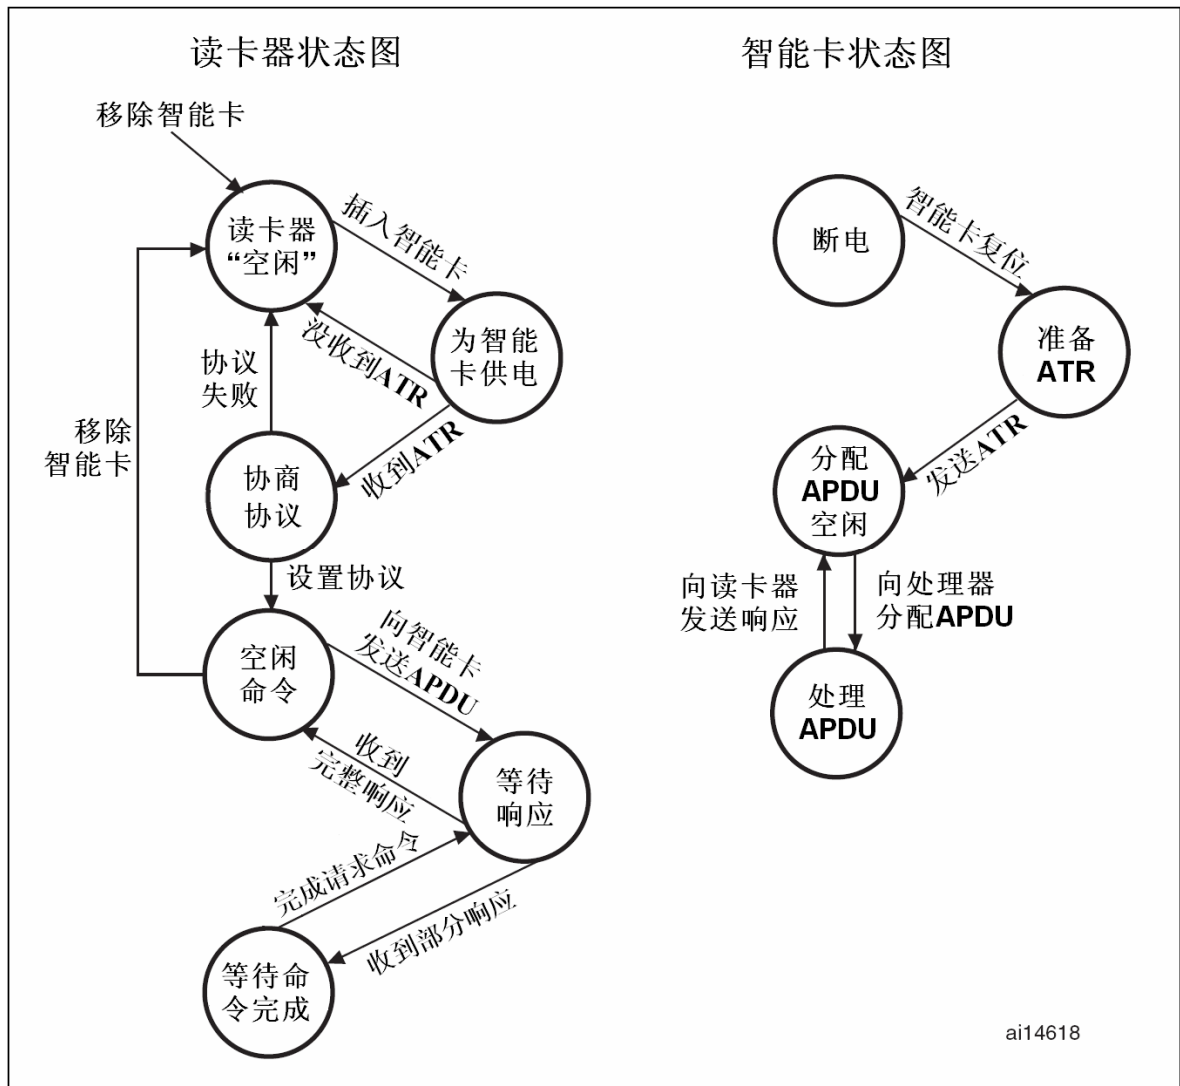 读卡器状态图
移除智能卡
读卡器
“空闲”
插入智能卡
没收到ATR
为智能
卡供电
协议
失败
收到ATR
移除
智能卡
协商
协议
设置协议
空闲
命令
向智能卡
发送APDU
收到
完整响应
等待
响应
完成请求命令
收到部分响应
等待命
令完成
智能卡状态图
断电
智能卡复位
准备
ATR
发送ATR
分配
APDU
空闲
向读卡器
发送响应
向处理器
分配APDU
处理
APDU
ai14618